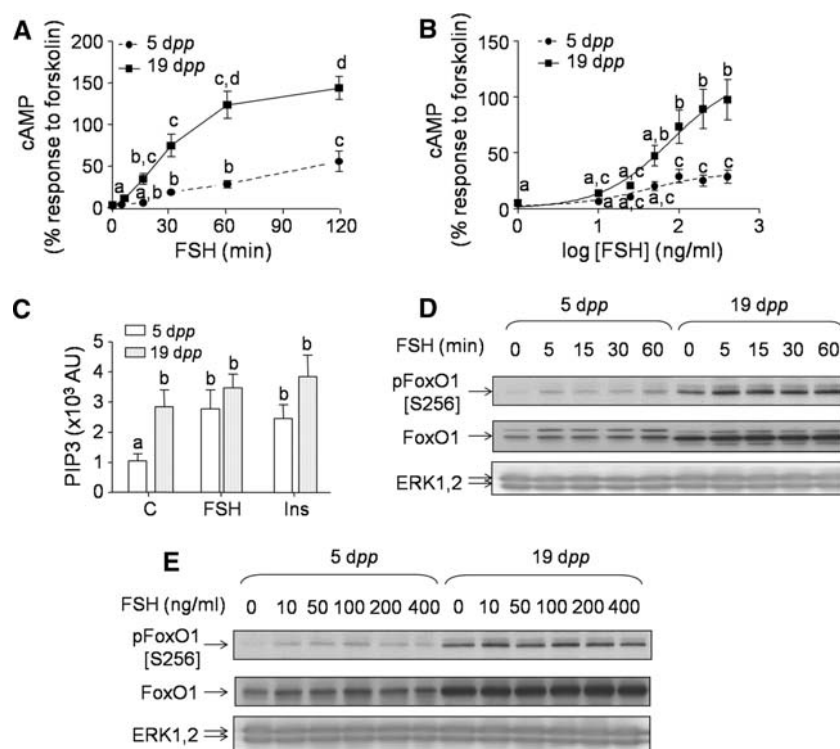 A
5 dpp
19 dpp
cAMP
(% response to forskolin)
200
150
100
50
0
a
b,c
a,b
c
b
c,d
b
d
c
0 30 60 90 120
FSH (min)
B
5 dpp
19 dpp
cAMP
(% response to forskolin)
150
100
50
0
a
a,c
a,c
a,c
a,c
a,b
a,c
b
c
b
c
b
c
0 1 2 3
log [FSH] (ng/ml)
C
5 dpp
19 dpp
PIP3 (x10³ AU)
5
4
3
2
1
0
a
b
b
b
b
b
C FSH Ins
D
5 dpp 19 dpp
FSH (min) 0 5 15 30 60 0 5 15 30 60
pFoxO1
[S256]
FoxO1
ERK1,2
E
5 dpp 19 dpp
FSH (ng/ml) 0 10 50 100 200 400 0 10 50 100 200 400
pFoxO1
[S256]
FoxO1
ERK1,2